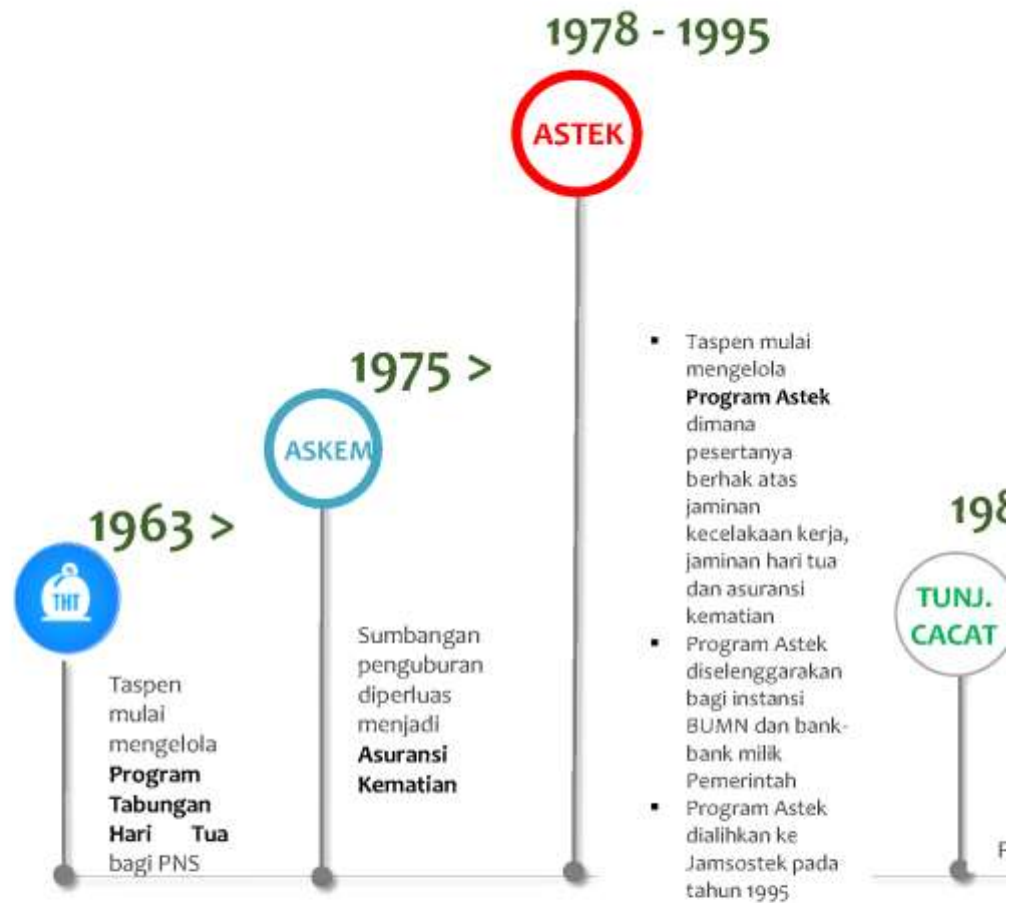 1963 >
THT
Taspen
mulai
mengelola
Program
Tabungan
Hari Tua
bagi PNS
1975 >
ASKEM
Sumbangan
penguburan
diperluas
menjadi
Asuransi
Kematian
1978 - 1995
ASTEK
▪ Taspen mulai
mengelola
Program Astek
dimana
pesertanya
berhak atas
jaminan
kecelakaan kerja,
jaminan hari tua
dan asuransi
kematian
▪ Program Astek
diselenggarakan
bagi instansi
BUMN dan bank-
bank milik
Pemerintah
▪ Program Astek
dialihkan ke
Jamsostek pada
tahun 1995
TUNJ.
CACAT